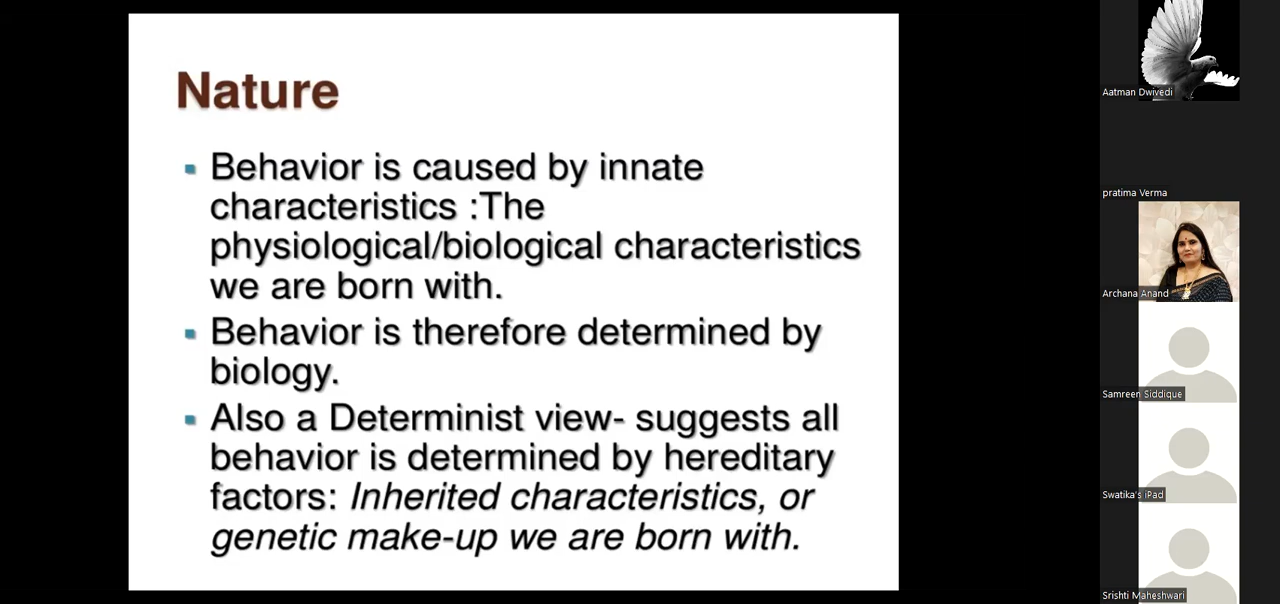 Nature
Behavior is caused by innate
characteristics :The
physiological/biological characteristics
we are born with.
Behavior is therefore determined by
biology.
Also a Determinist view- suggests all
behavior is determined by hereditary
factors: Inherited characteristics, or
genetic make-up we are born with.
Aatman Dwivedi
pratima Verma
Archana Anand
Samreen Siddique
Swatika's iPad
Srishti Maheshwari